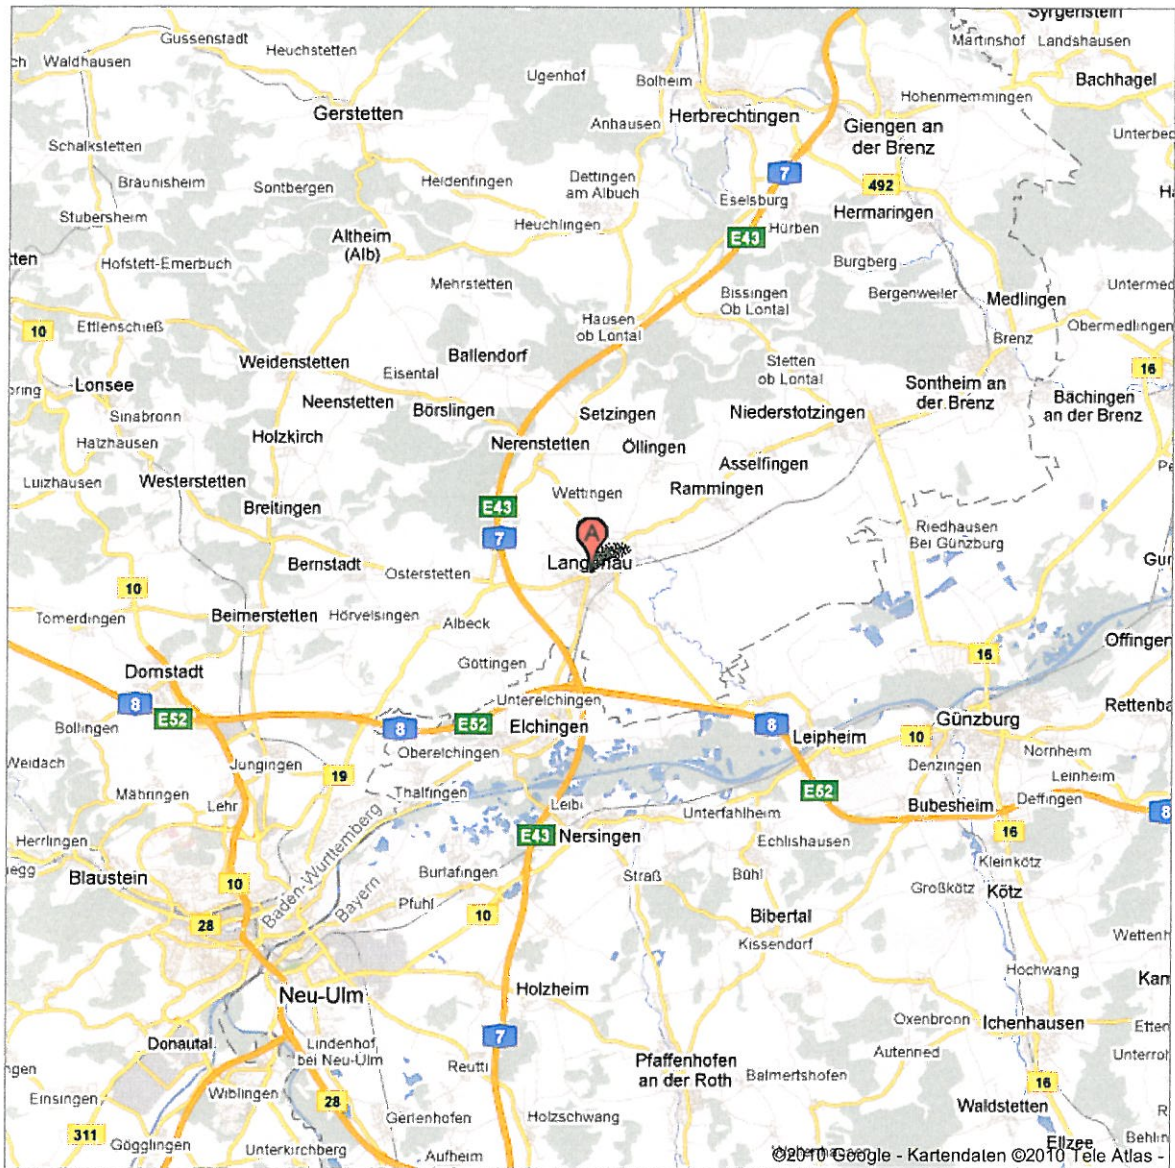 Syrgenstein
Gussenstadt
Heuchstetten
Martinshof
Landshausen
Waldhausen
Ugenhof
Bolheim
Bachhagel
Hohenmemmingen
Gerstetten
Anhausen
Herbrechtingen
Giengen an
der Brenz
Schalkstetten
Bräunisheim
Sontbergen
Heidenfingen
Dettingen
am Albuch
7
492
Stubersheim
Heuchlingen
Eselsburg
Hürben
Hermaringen
Altheim
(Alb)
E43
Hofstett-Emerbuch
Burgberg
Mehrstetten
Bissingen
Ob Lontal
Bergenweiler
Medlingen
10
Ettlenschieß
Hausen
ob Lontal
Obermedlingen
Brenz
Weidenstetten
Ballendorf
Eisental
Stetten
ob Lontal
16
Lonsee
Neenstetten
Börslingen
Setzingen
Niederstotzingen
Sontheim an
der Brenz
Bächingen
an der Brenz
Sinabronn
Halzhausen
Holzkirch
Nerenstetten
Öllingen
Asselfingen
Luizhausen
Westerstetten
Wettingen
Rammingen
Breitingen
E43
7
A
Riedhausen
Bei Günzburg
Bernstadt
Osterstetten
Langenau
10
Tomerdingen
Beimerstetten
Hörvelsingen
Albeck
Göttingen
16
Dornstadt
8
E52
Unterelchingen
8
E52
Elchingen
8
Günzburg
Bollingen
Oberelchingen
Leipheim
10
Nornheim
Weidach
Jungingen
19
Denzingen
Leinheim
Mähringen
Lehr
Thalfingen
Leibi
E52
Unterfahlheim
Bubesheim
Deffingen
8
Herrlingen
E43
Nersingen
Echlishausen
16
Kleinkötz
Blaustein
Baden-Württemberg
Bayern
10
Burlafingen
Straß
Bühl
Großkötz
Kötz
Pfuhl
28
10
Bibertal
Kissendorf
Hochwang
Neu-Ulm
Holzheim
Oxenbronn
Ichenhausen
Donautal
Lindenhof
bei Neu-Ulm
7
Reutti
Pfaffenhofen
an der Roth
Autenried
Balmertshofen
Einsingen
Wiblingen
28
16
Gerlenhofen
Holzschwang
Waldstetten
311
Gögglingen
Unterkirchberg
Aufheim
Ellzee
©2010 Google - Kartendaten ©2010 Tele Atlas -